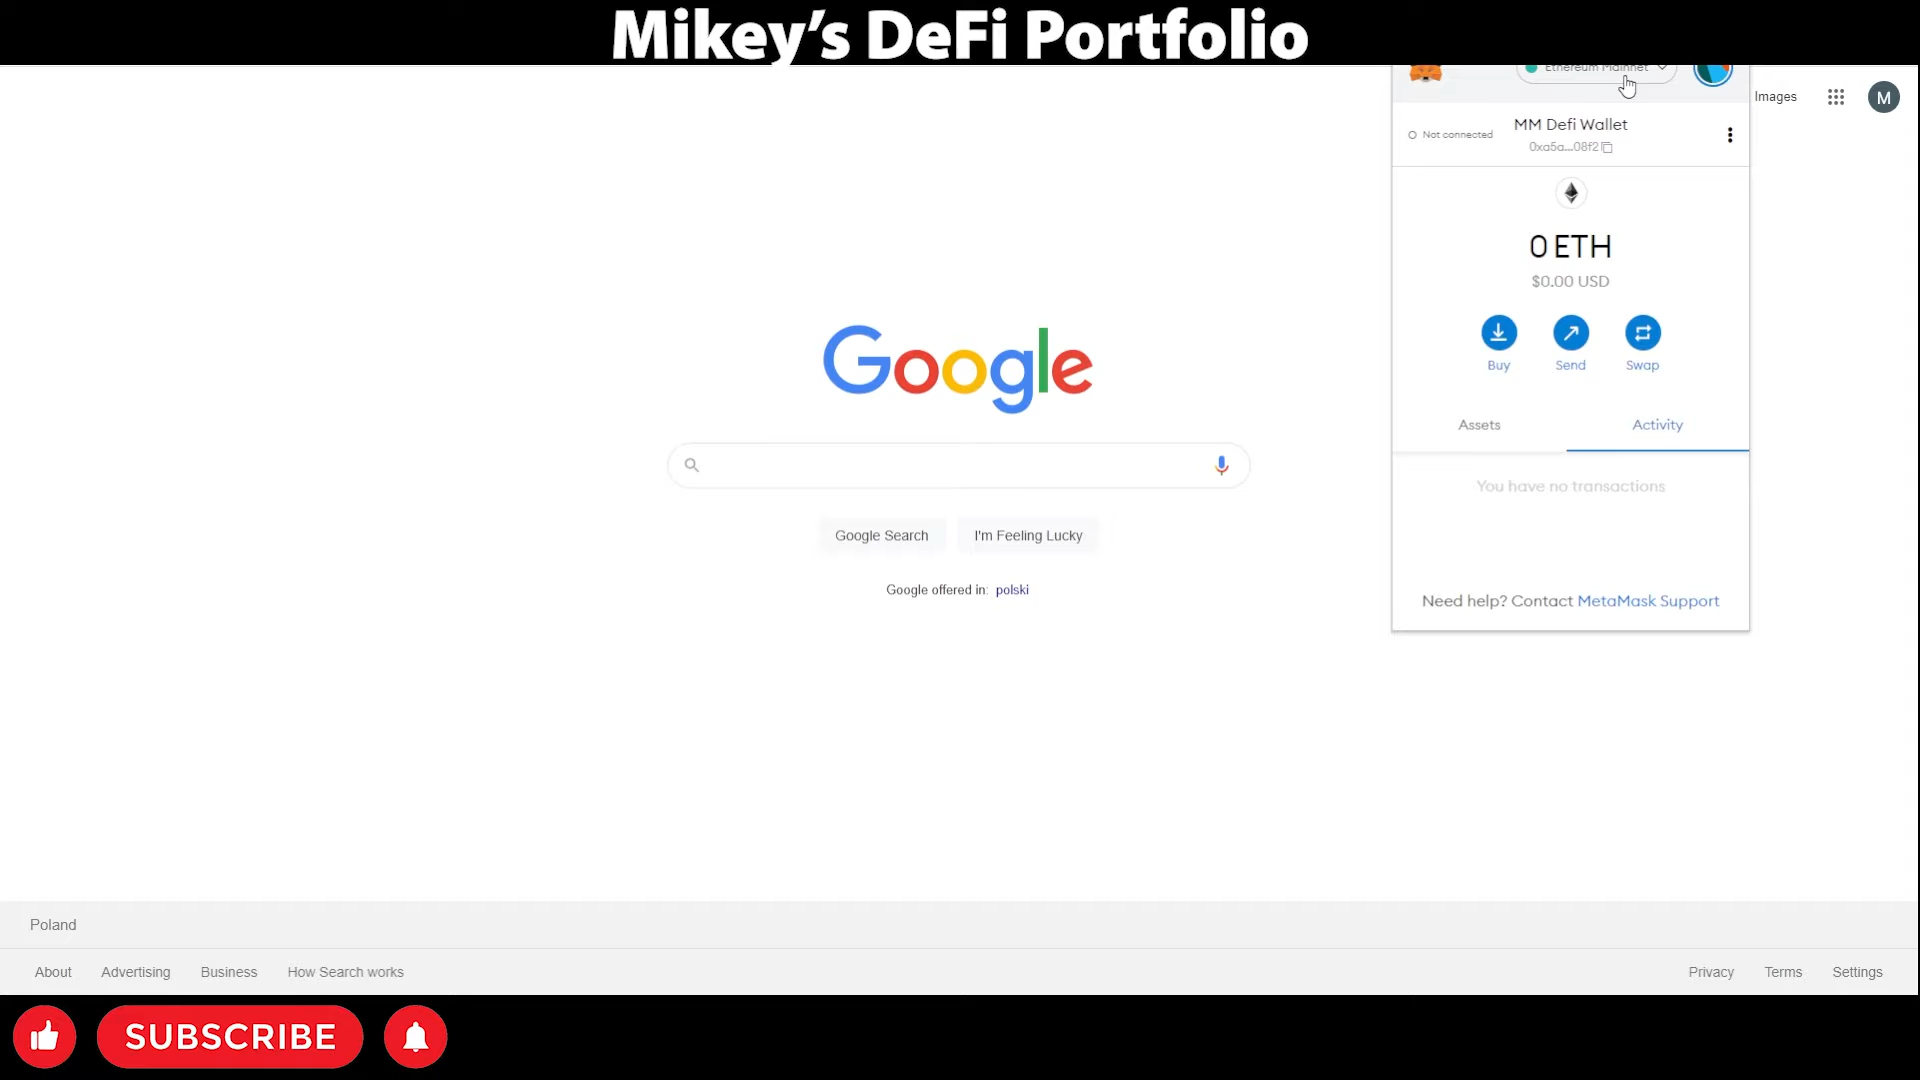 Mikey's DeFi Portfolio
Ethereum Mainnet
Images
M
Not connected
MM Defi Wallet
0xa5a...08f2
0 ETH
$0.00 USD
Buy
Send
Swap
Google
Assets
Activity
You have no transactions
Google Search
I'm Feeling Lucky
Google offered in: polski
Need help? Contact MetaMask Support
Poland
About
Advertising
Business
How Search works
Privacy
Terms
Settings
SUBSCRIBE